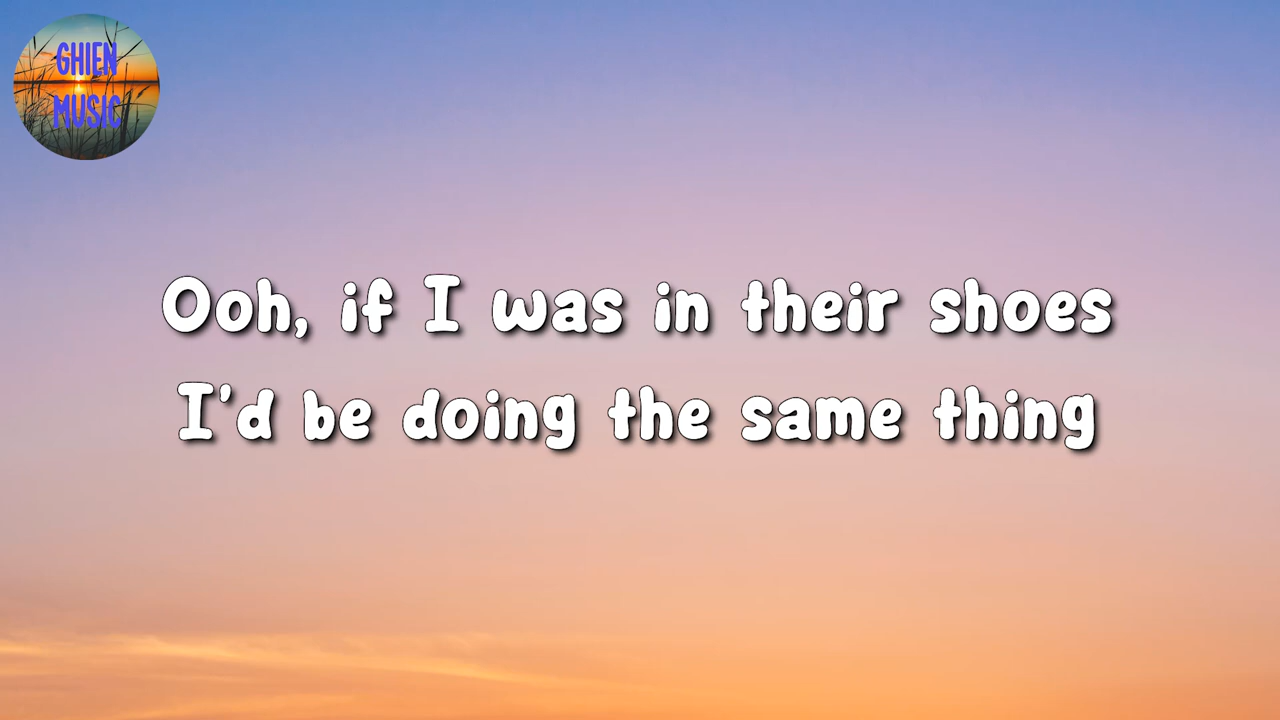 GHIEN
MUSIC
Ooh, if I was in their shoes
I'd be doing the same thing